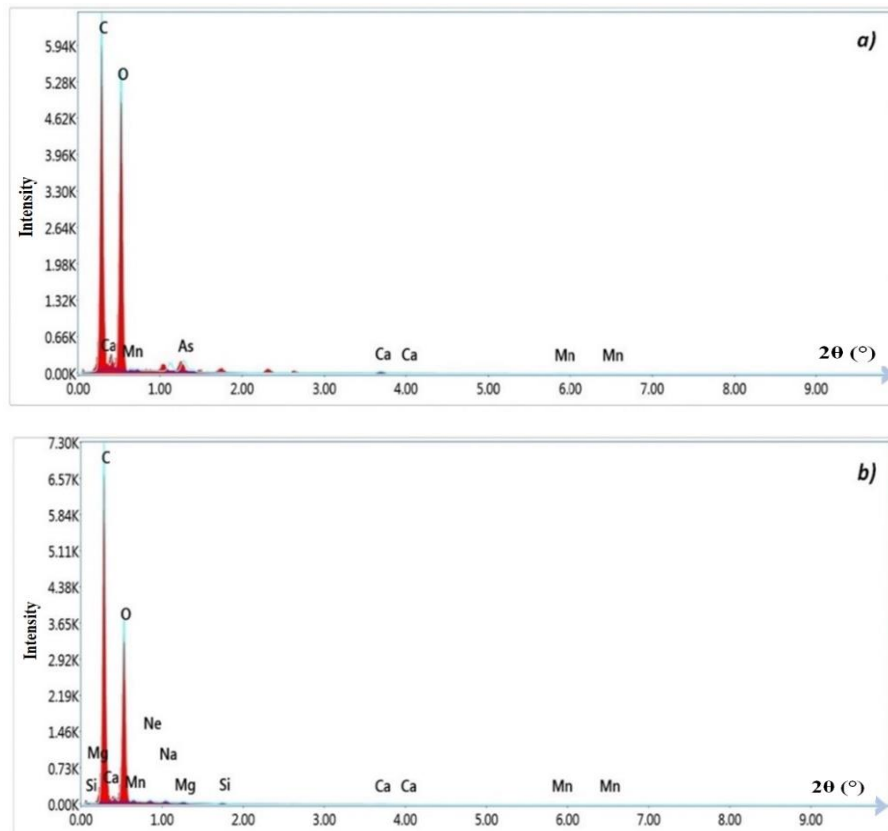 a)
C
5.94K
O
5.28K
4.62K
3.96K
3.30K
Intensity
2.64K
1.98K
1.32K
0.66K
Ca Mn As Ca Ca Mn Mn 2θ (°)
0.00K
0.00 1.00 2.00 3.00 4.00 5.00 6.00 7.00 8.00 9.00
7.30K
b)
C
6.57K
5.84K
5.11K
4.38K
O
3.65K
Intensity
2.92K
2.19K
Ne
1.46K
Mg Na
0.73K
Si Ca Mn Mg Si Ca Ca Mn Mn 2θ (°)
0.00K
0.00 1.00 2.00 3.00 4.00 5.00 6.00 7.00 8.00 9.00